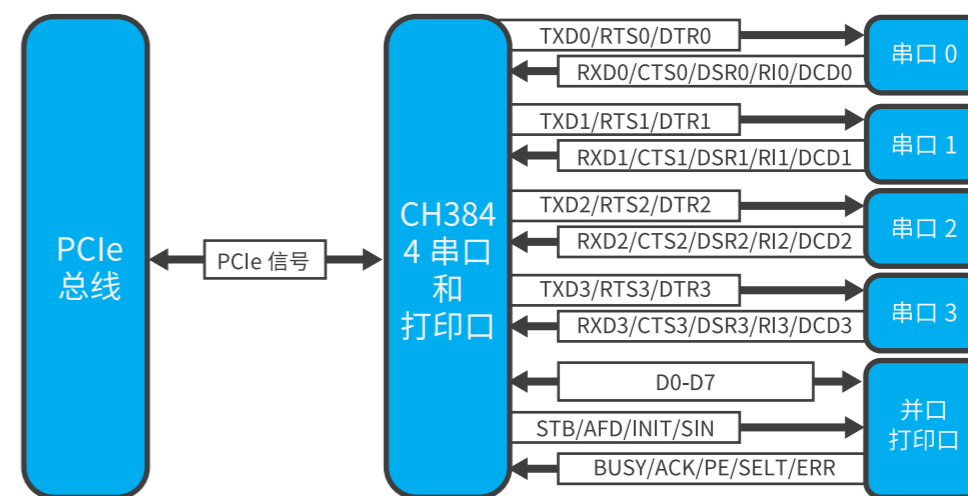 PCIe
总线
PCIe 信号
CH384
4 串口
和
打印口
TXD0/RTS0/DTR0
RXD0/CTS0/DSR0/RI0/DCD0
串口 0
TXD1/RTS1/DTR1
RXD1/CTS1/DSR1/RI1/DCD1
串口 1
TXD2/RTS2/DTR2
RXD2/CTS2/DSR2/RI2/DCD2
串口 2
TXD3/RTS3/DTR3
RXD3/CTS3/DSR3/RI3/DCD3
串口 3
D0-D7
STB/AFD/INIT/SIN
BUSY/ACK/PE/SELT/ERR
并口
打印口